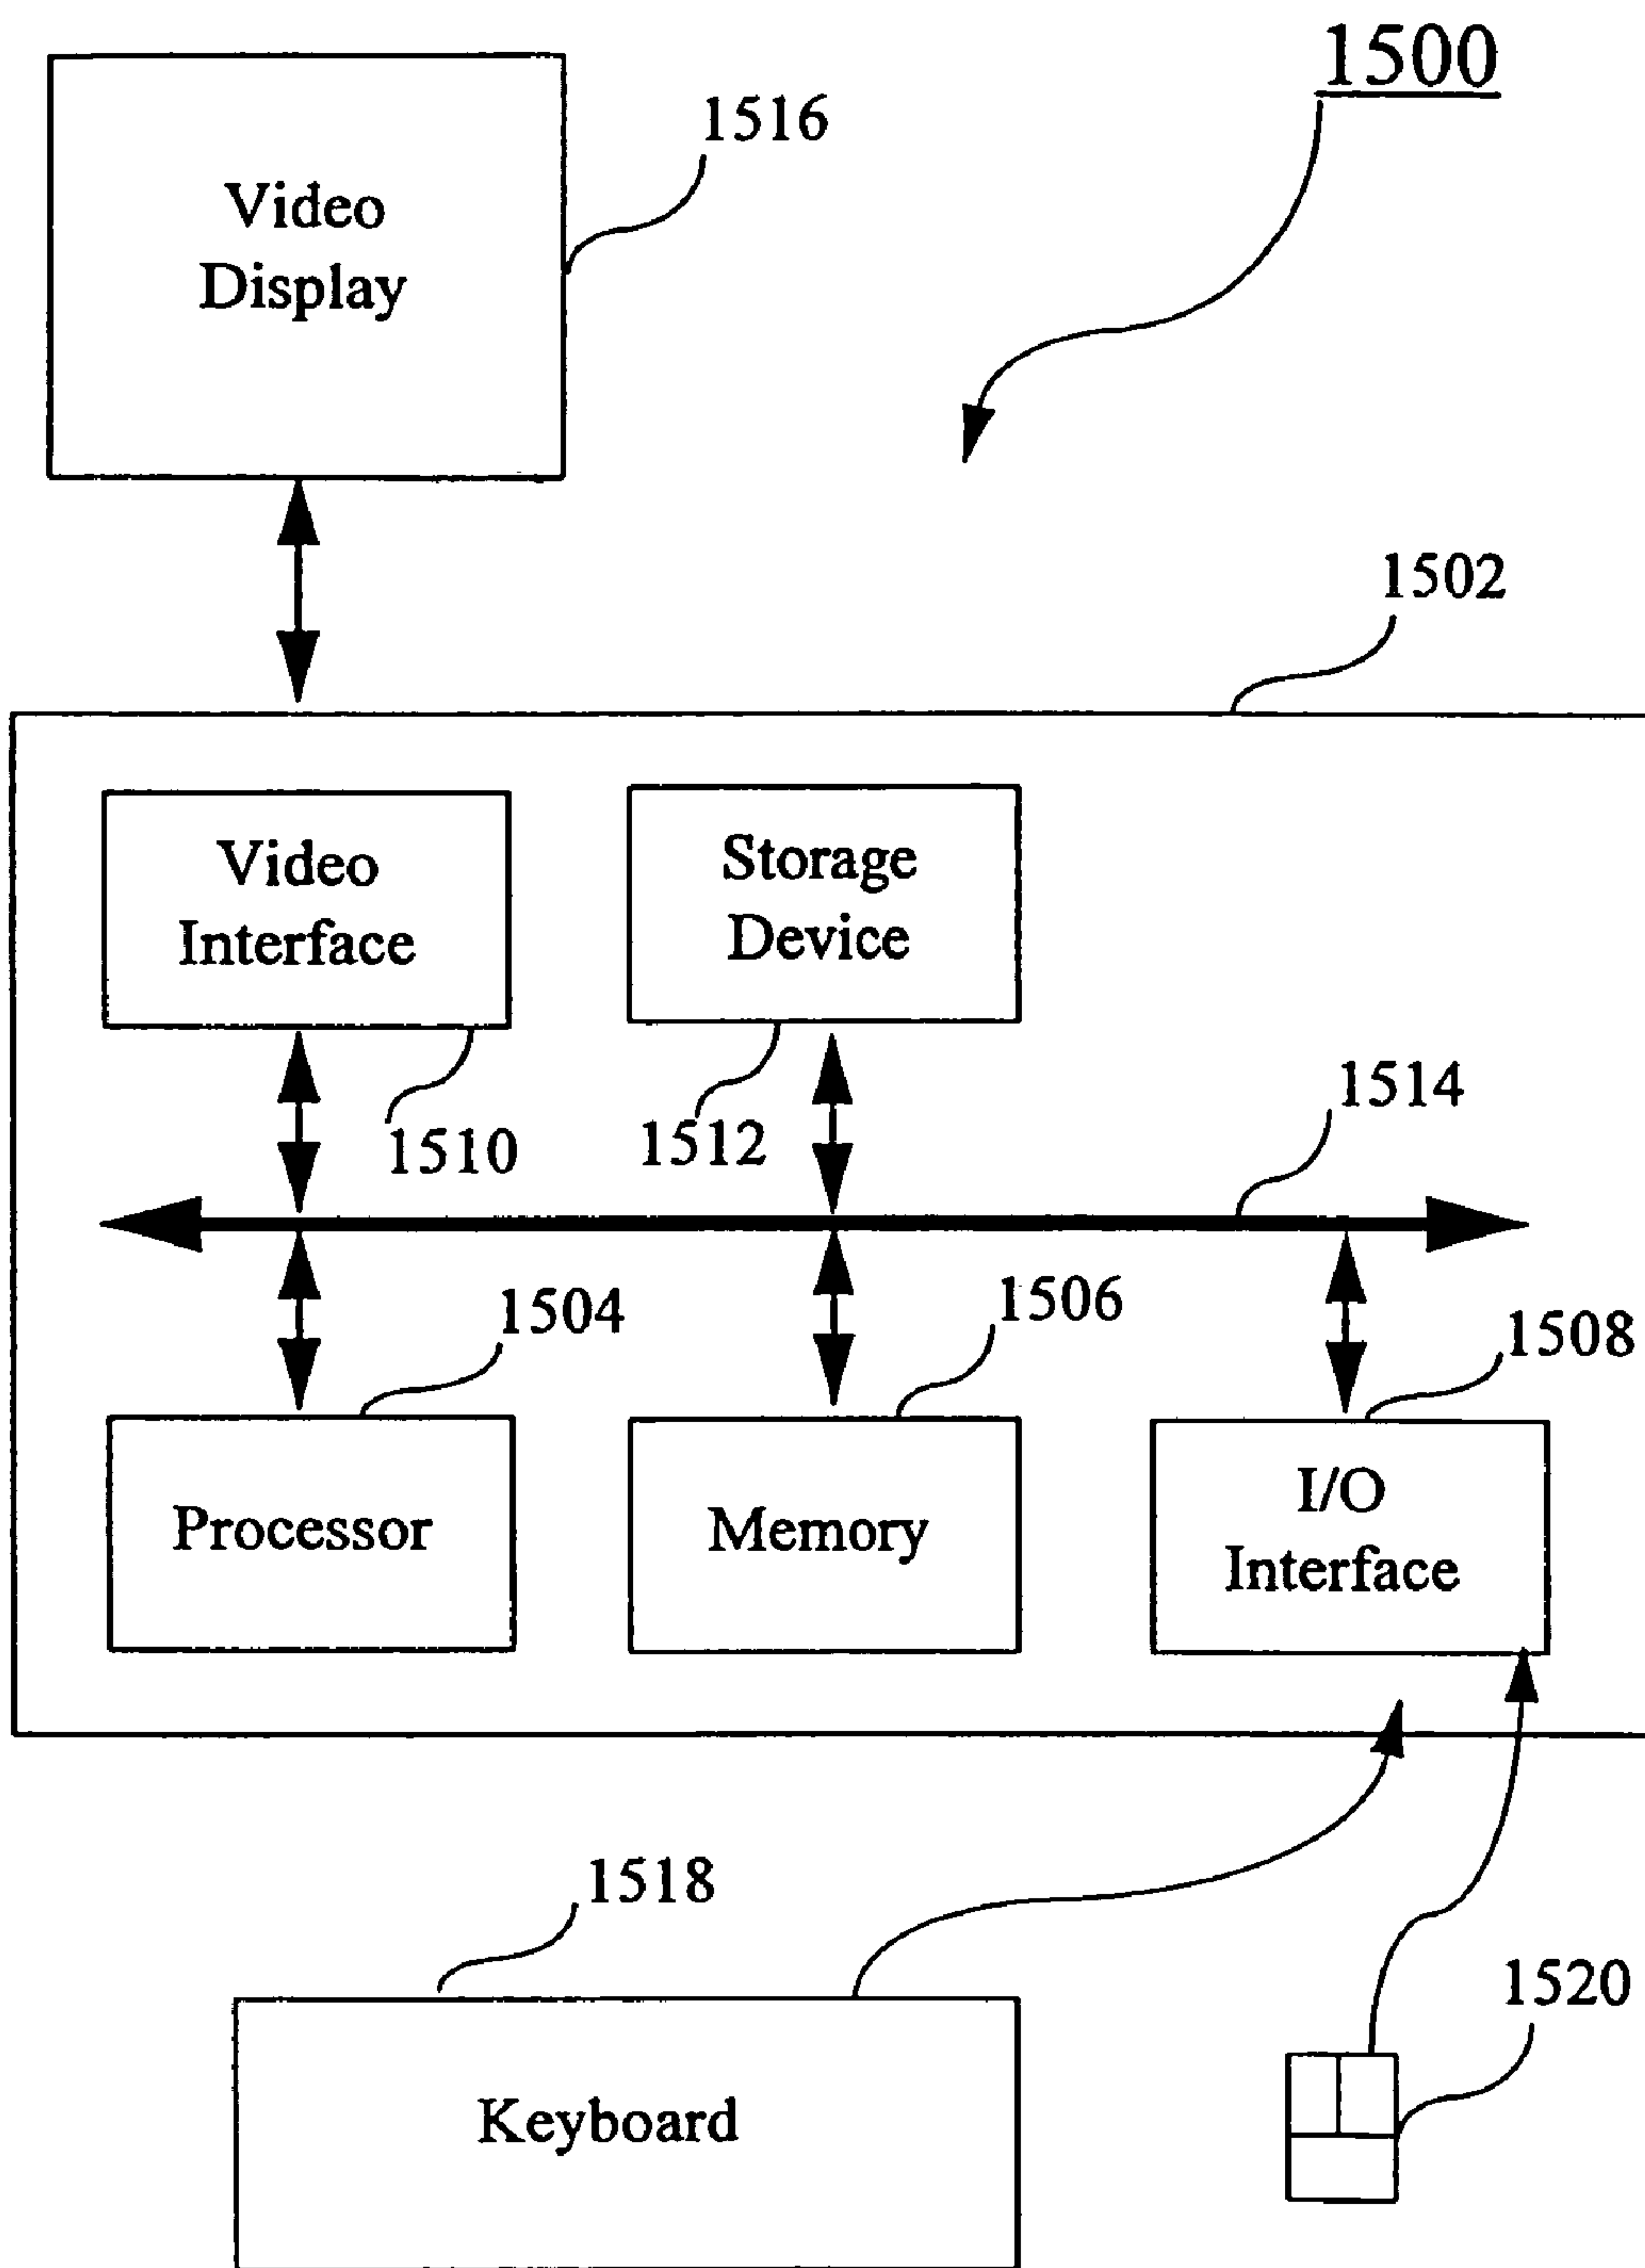 1500
1516
Video
Display
1502
Video
Interface
Storage
Device
1510
1512
1514
1504
1506
1508
Processor
Memory
I/O
Interface
1518
1520
Keyboard